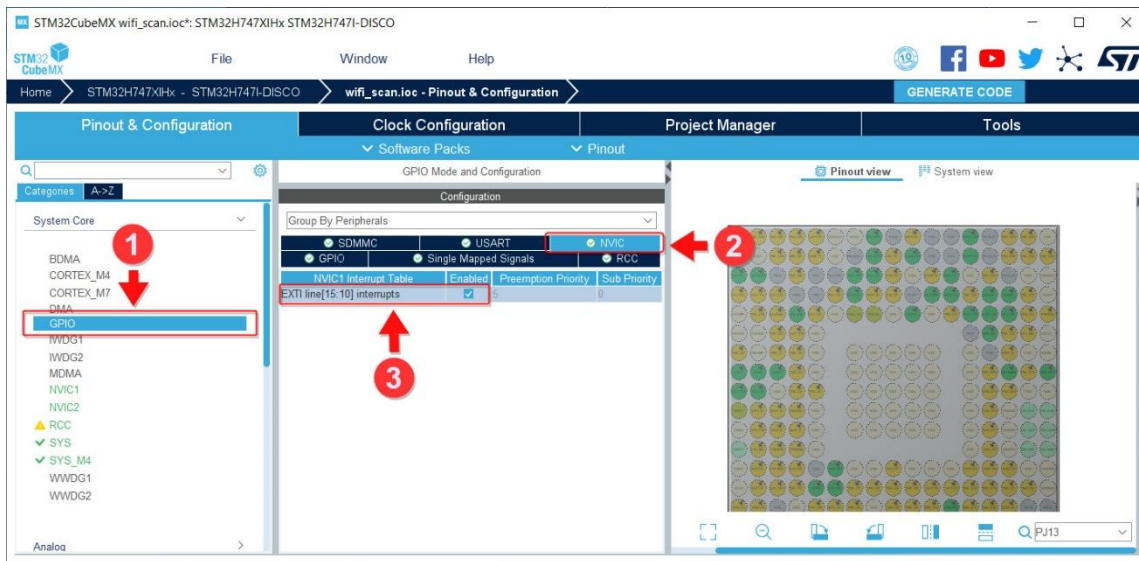 STM32CubeMX wifi_scan.ioc*: STM32H747XIHx STM32H747I-DISCO
STM32
CubeMX
File
Window
Help
10
Home
STM32H747XIHx - STM32H747I-DISCO
wifi_scan.ioc - Pinout & Configuration
GENERATE CODE
Pinout & Configuration
Clock Configuration
Project Manager
Tools
Software Packs
Pinout
GPIO Mode and Configuration
Pinout view
System view
Categories
A->Z
Configuration
System Core
Group By Peripherals
SDMMC
USART
NVIC
GPIO
Single Mapped Signals
RCC
NVIC1 Interrupt Table
Enabled
Preemption Priority
Sub Priority
EXTI line[15:10] interrupts
5
0
1
2
3
BDMA
CORTEX_M4
CORTEX_M7
DMA
GPIO
IWDG1
IWDG2
MDMA
NVIC1
NVIC2
RCC
SYS
SYS_M4
WWDG1
WWDG2
Analog
PJ13